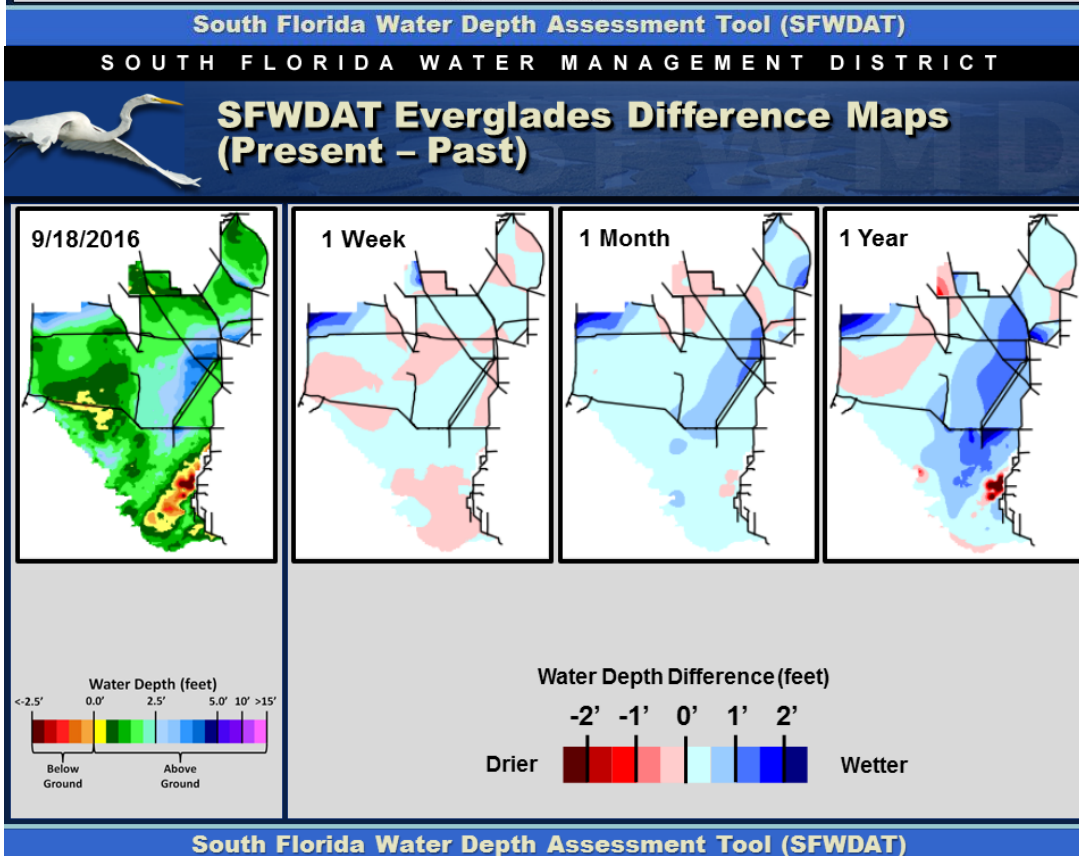 South Florida Water Depth Assessment Tool (SFWDAT)
SOUTH FLORIDA WATER MANAGEMENT DISTRICT
SFWDAT Everglades Difference Maps
(Present – Past)
SFWMD
9/18/2016
1 Week
1 Month
1 Year
Water Depth (feet)
<-2.5' 0.0' 2.5' 5.0' 10' >15'
Below
Ground
Above
Ground
Water Depth Difference (feet)
-2' -1' 0' 1' 2'
Drier
Wetter
South Florida Water Depth Assessment Tool (SFWDAT)